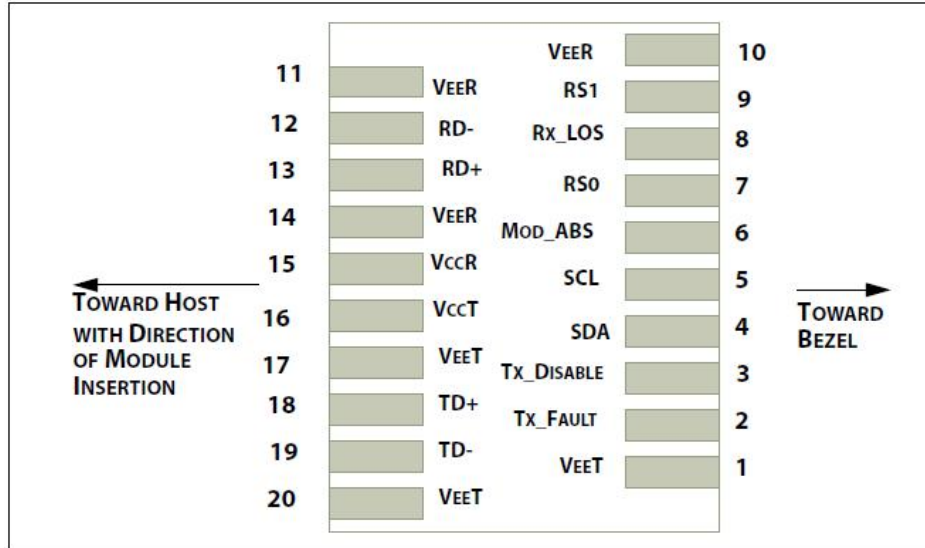 VEER 10
11 VEER
RS1 9
12 RD-
Rx_LOS 8
13 RD+
RS0 7
14 VEER
MOD_ABS 6
15 VCCR
SCL 5
TOWARD HOST
WITH DIRECTION
OF MODULE
INSERTION
16 VCCT
TOWARD
BEZEL
SDA 4
17 VEET
TX_DISABLE 3
18 TD+
TX_FAULT 2
19 TD-
VEET 1
20 VEET